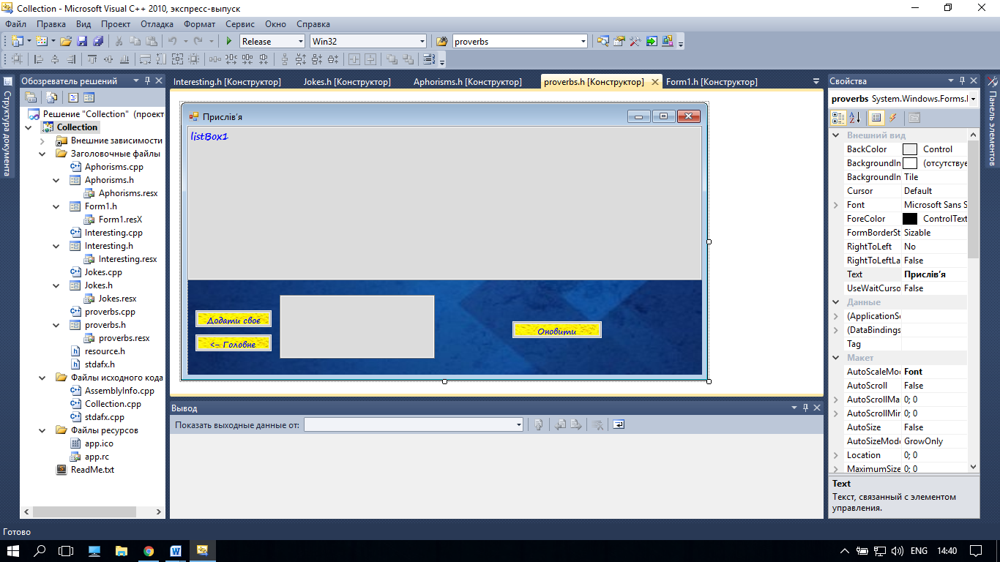 Collection - Microsoft Visual C++ 2010, экспресс-выпуск
Файл Правка Вид Проект Отладка Формат Сервис Окно Справка
Release Win32 proverbs
Структура документа
Обозреватель решений
Решение "Collection" (проект
Collection
Внешние зависимости
Заголовочные файлы
Aphorisms.cpp
Aphorisms.h
Aphorisms.resx
Form1.h
Form1.resX
Interesting.cpp
Interesting.h
Interesting.resx
Jokes.cpp
Jokes.h
Jokes.resx
proverbs.cpp
proverbs.h
proverbs.resx
resource.h
stdafx.h
Файлы исходного кода
AssemblyInfo.cpp
Collection.cpp
stdafx.cpp
Файлы ресурсов
app.ico
app.rc
ReadMe.txt
Interesting.h [Конструктор] Jokes.h [Конструктор] Aphorisms.h [Конструктор] proverbs.h [Конструктор] Form1.h [Конструктор]
Прислів’я
listBox1
Додати своє
<- Головне
Оновити
Вывод
Показать выходные данные от:
Свойства
proverbs System.Windows.Forms.
Внешний вид
BackColor Control
BackgroundIm (отсутствуе
BackgroundIm Tile
Cursor Default
Font Microsoft Sans S
ForeColor ControlText
FormBorderSt Sizable
RightToLeft No
RightToLeftLa False
Text Прислів’я
UseWaitCurso False
Данные
(ApplicationSe
(DataBindings
Tag
Макет
AutoScaleMo Font
AutoScroll False
AutoScrollMa 0; 0
AutoScrollMin 0; 0
AutoSize False
AutoSizeMode GrowOnly
Location 0; 0
MaximumSize 0; 0
Text
Текст, связанный с элементом
управления.
Панель элементов
Готово
ENG 14:40